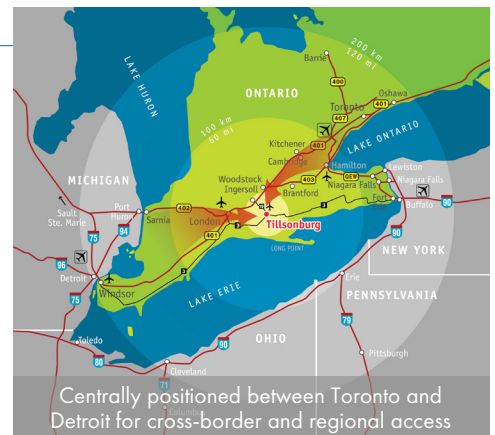 200 km
120 mi
Barrie
400
LAKE HURON
ONTARIO
Oshawa
401
407
Toronto
100 km
60 mi
Kitchener
401
LAKE ONTARIO
Cambridge
Hamilton
Lewiston
MICHIGAN
Woodstock
403
QEW
Ingersoll
Brantford
Niagara Falls
Niagara Falls
Port
Huron
402
Fort
Buffalo
90
Sault
Ste. Marie
94
Sarnia
London
3
Tillsonburg
3
75
401
LONG POINT
90
NEW YORK
96
3
Detroit
Windsor
LAKE ERIE
Erie
75
PENNSYLVANIA
90
OHIO
79
Toledo
80
Pittsburgh
Cleveland
71
Columbus
Centrally positioned between Toronto and
Detroit for cross-border and regional access